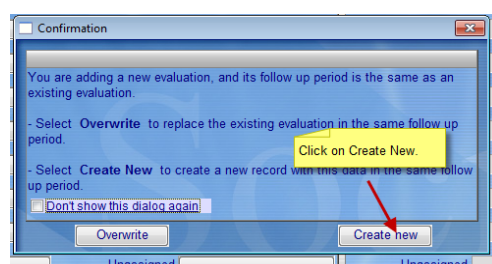 Confirmation
You are adding a new evaluation, and its follow up period is the same as an
existing evaluation.
- Select Overwrite to replace the existing evaluation in the same follow up
period.
Click on Create New.
- Select Create New to create a new record with this data in the same follow
up period.
Don't show this dialog again
Overwrite
Create new
Unassigned
Unassigned